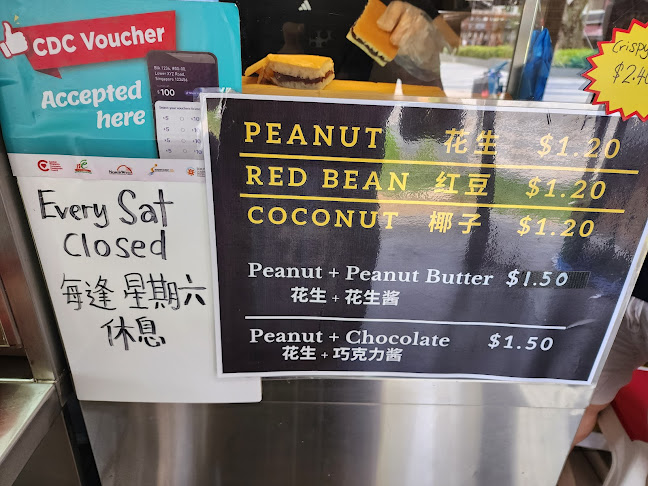 CDC Voucher
Accepted
here
$100
Every Sat
Closed
每逢星期六
休息
PEANUT 花生 $1.20
RED BEAN 红豆 $1.20
COCONUT 椰子 $1.20
Peanut + Peanut Butter $1.50
花生 + 花生酱
Peanut + Chocolate $1.50
花生 + 巧克力酱
Crispy